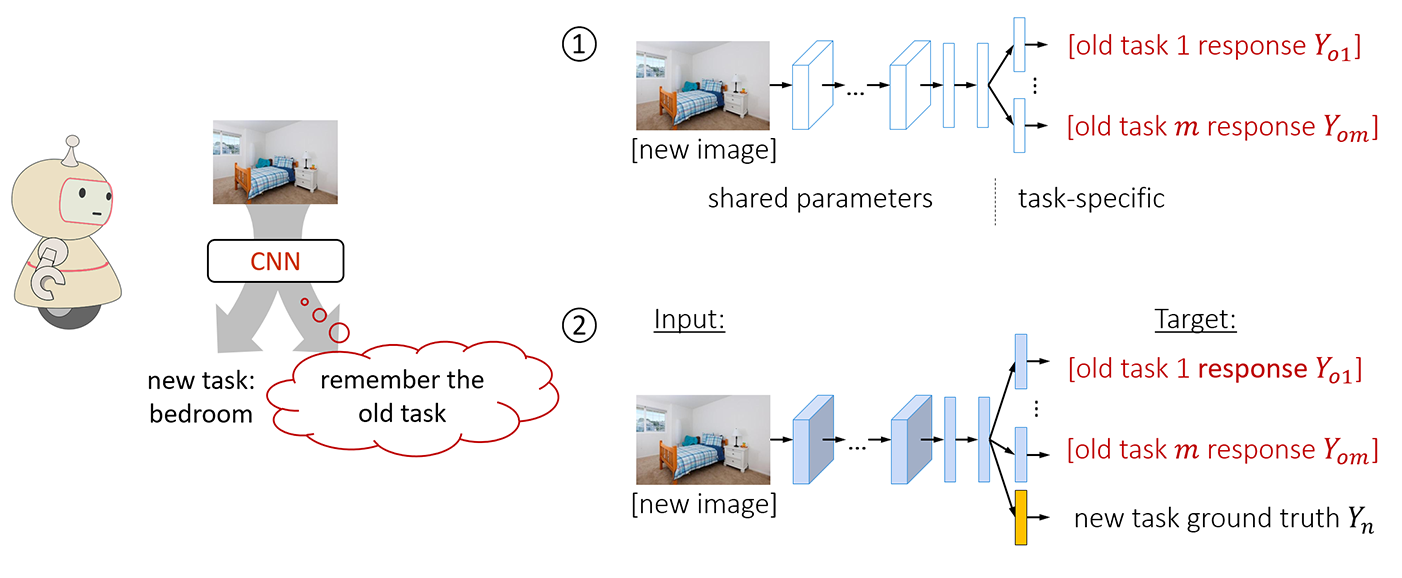 CNN
new task:
bedroom
remember the
old task
①
[new image]
...
[old task 1 response Y_{o1}]
⋮
[old task m response Y_{om}]
shared parameters
task-specific
②
Input:
Target:
[new image]
...
[old task 1 response Y_{o1}]
⋮
[old task m response Y_{om}]
new task ground truth Y_n